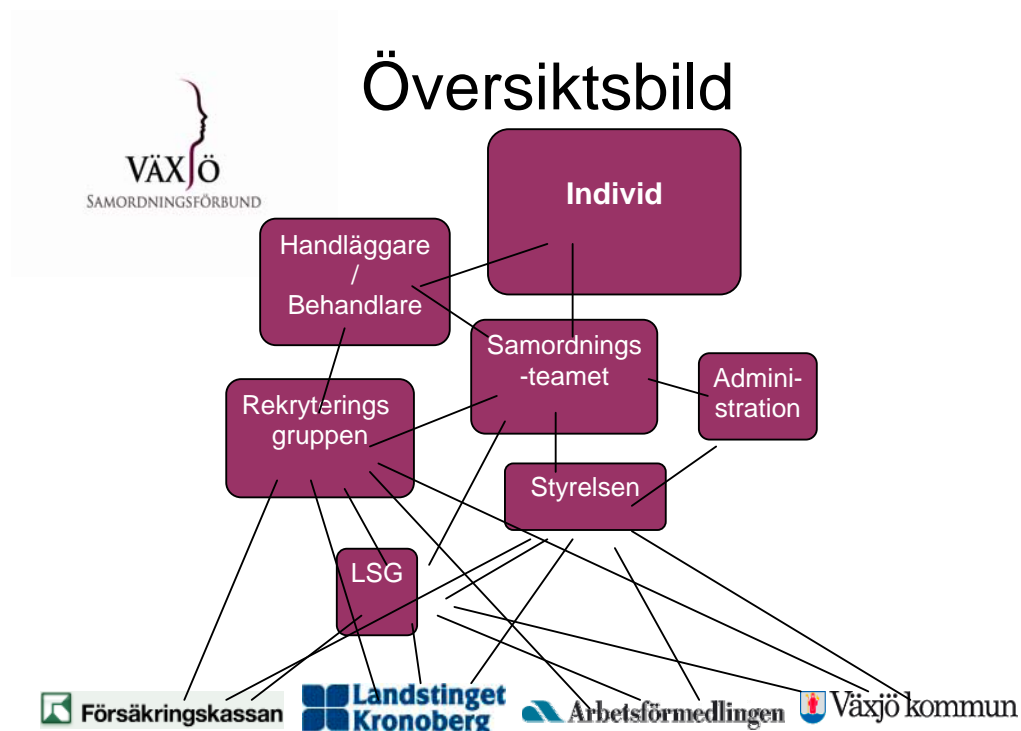 Översiktsbild
VÄXJÖ
SAMORDNINGSFÖRBUND
Individ
Handläggare
/
Behandlare
Samordnings
-teamet
Admini-
stration
Rekryterings
gruppen
Styrelsen
LSG
Försäkringskassan
Landstinget
Kronoberg
Arbetsförmedlingen
Växjö kommun